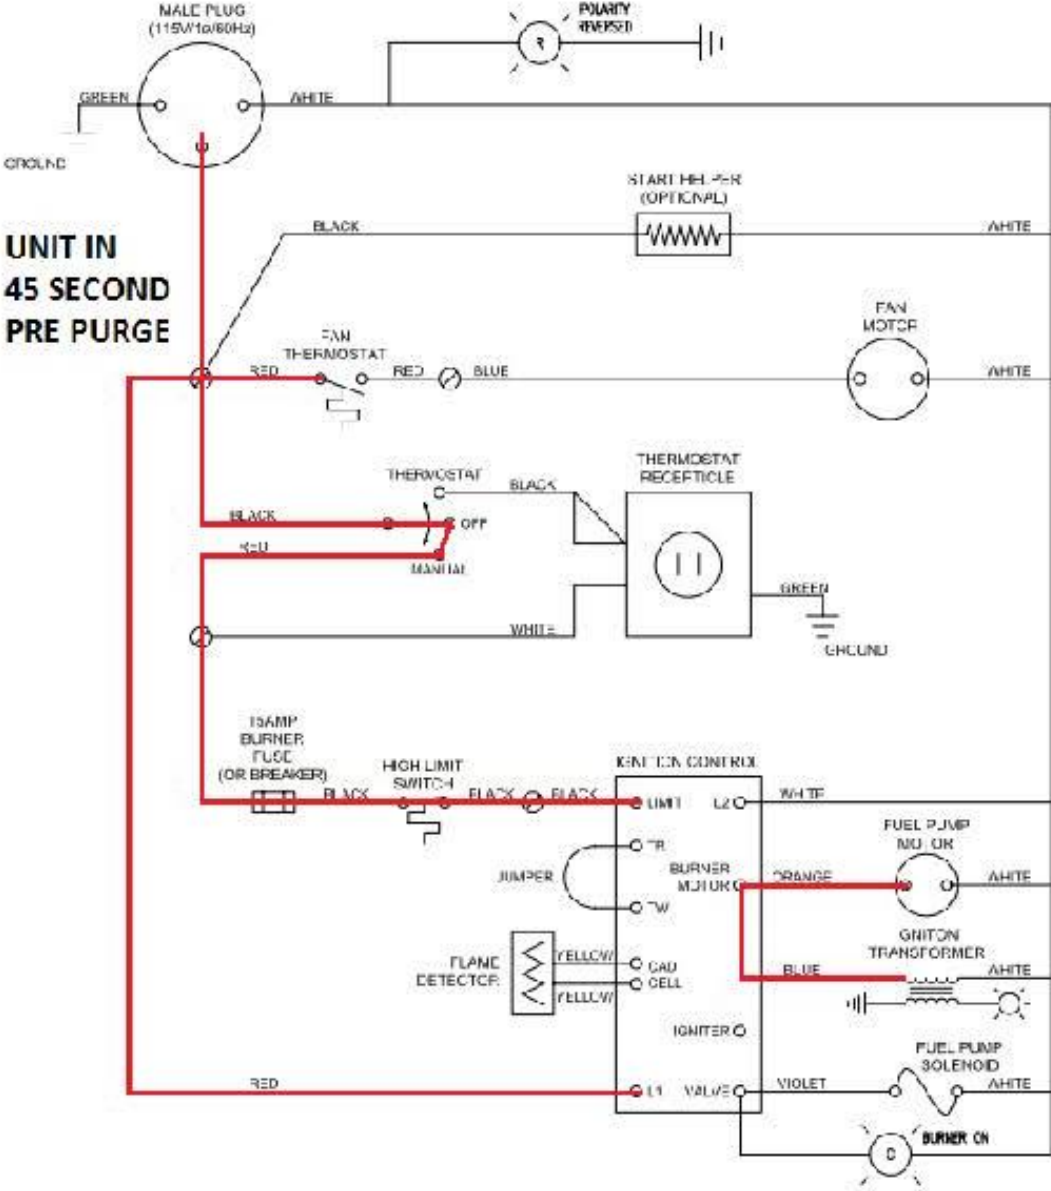 MALE PLUG
(115V/1ø/60Hz)
POLARITY
REVERSED
R
GREEN
WHITE
GROUND
START HELPER
(OPTIONAL)
BLACK
WHITE
UNIT IN
45 SECOND
PRE PURGE
FAN
MOTOR
FAN
THERMOSTAT
RED
RED
BLUE
WHITE
THERMOSTAT
RECEPTICLE
THERMOSTAT
BLACK
BLACK
OFF
RED
MANUAL
GREEN
WHITE
GROUND
15AMP
BURNER
FUSE
(OR BREAKER)
HIGH LIMIT
SWITCH
IGNITION CONTROL
BLACK
BLACK
BLACK
LIMIT
L2
WHITE
FUEL PUMP
MOTOR
TR
BURNER
MOTOR
ORANGE
WHITE
JUMPER
TW
IGNITON
TRANSFORMER
FLAME
DETECTOR
YELLOW
YELLOW
CAD
CELL
BLUE
WHITE
IGNITER
FUEL PUMP
SOLENOID
RED
L1
VALVE
VIOLET
WHITE
BURNER ON